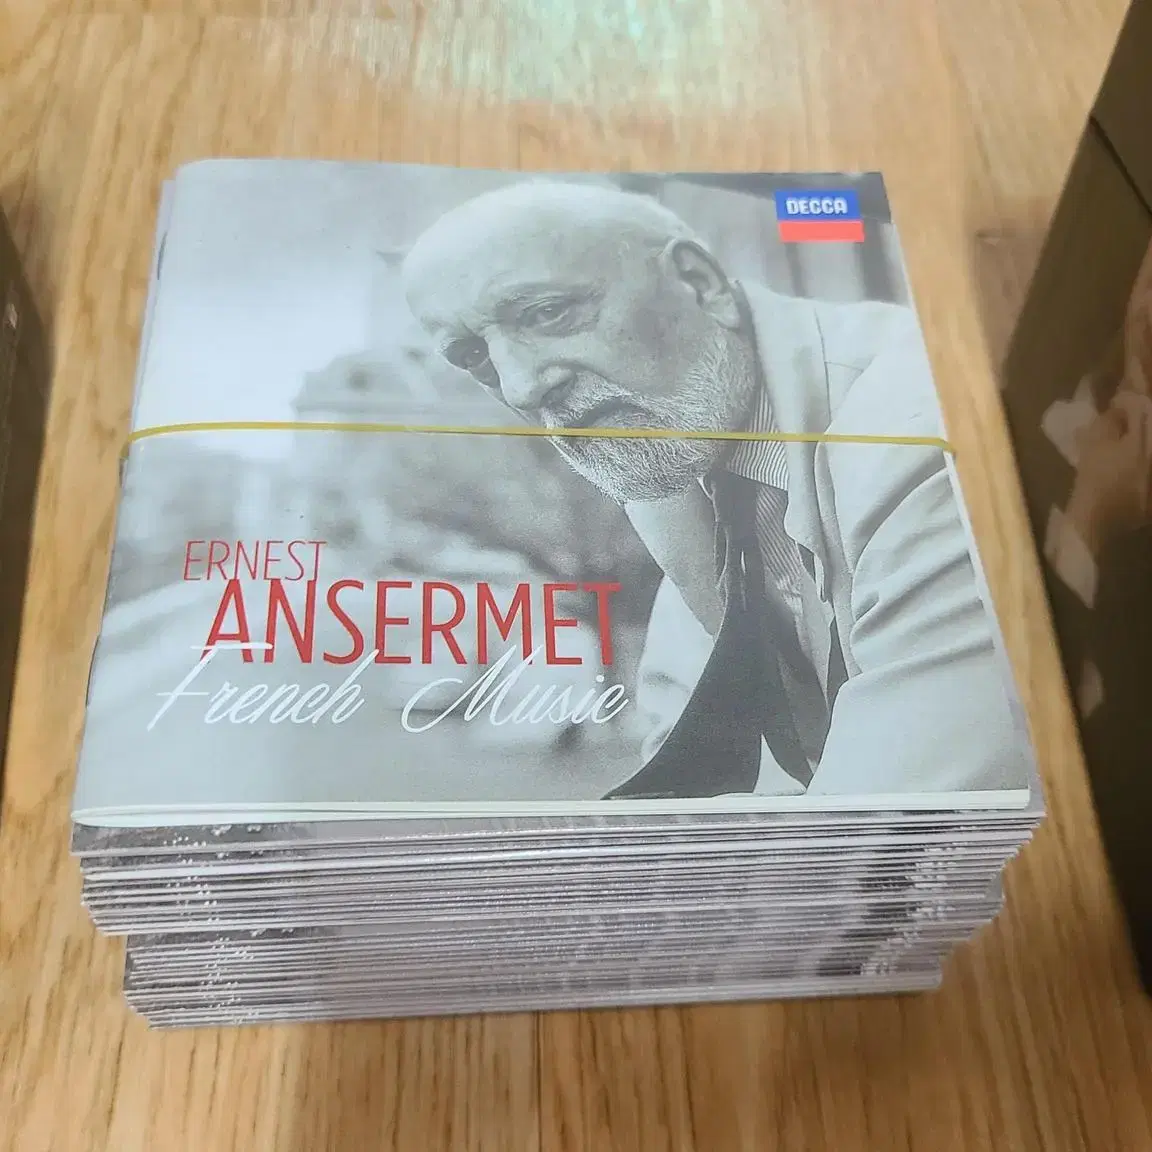 DECCA
ERNEST
ANSERMET
French Music